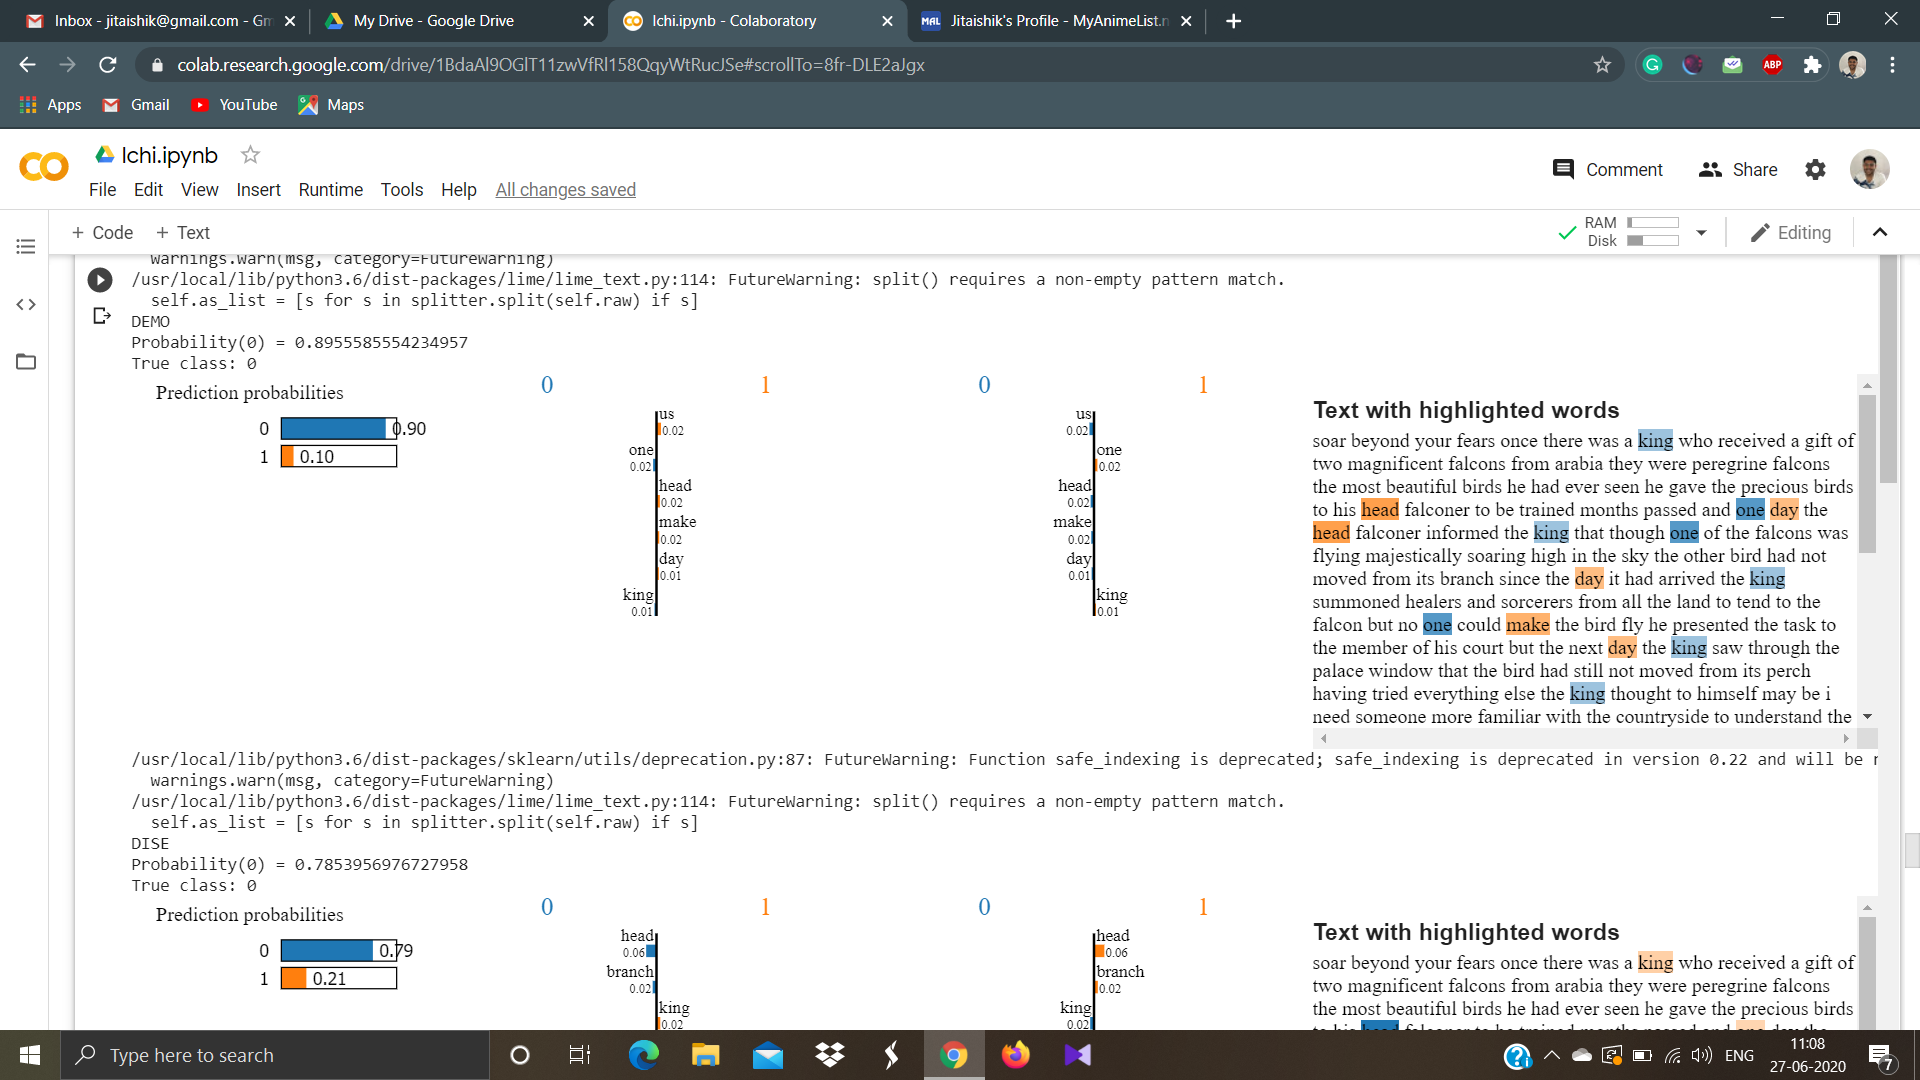 Inbox - jitaishik@gmail.com - Gm
My Drive - Google Drive
Ichi.ipynb - Colaboratory
MAL Jitaishik's Profile - MyAnimeList.n
colab.research.google.com/drive/1BdaAl9OGlT11zwVfRl158QqyWtRucJSe#scrollTo=8fr-DLE2aJgx
ABP
Apps Gmail YouTube Maps
Ichi.ipynb
Comment Share
File Edit View Insert Runtime Tools Help All changes saved
+ Code + Text
RAM
Disk
Editing
warnings.warn(msg, category=FutureWarning)
/usr/local/lib/python3.6/dist-packages/lime/lime_text.py:114: FutureWarning: split() requires a non-empty pattern match.
self.as_list = [s for s in splitter.split(self.raw) if s]
DEMO
Probability(0) = 0.8955585554234957
True class: 0
Prediction probabilities
0 0.90
1 0.10
0 1
us
0.02
one
0.02
head
0.02
make
0.02
day
0.01
king
0.01
0 1
us
0.02
one
0.02
head
0.02
make
0.02
day
0.01
king
0.01
Text with highlighted words
soar beyond your fears once there was a king who received a gift of
two magnificent falcons from arabia they were peregrine falcons
the most beautiful birds he had ever seen he gave the precious birds
to his head falconer to be trained months passed and one day the
head falconer informed the king that though one of the falcons was
flying majestically soaring high in the sky the other bird had not
moved from its branch since the day it had arrived the king
summoned healers and sorcerers from all the land to tend to the
falcon but no one could make the bird fly he presented the task to
the member of his court but the next day the king saw through the
palace window that the bird had still not moved from its perch
having tried everything else the king thought to himself may be i
need someone more familiar with the countryside to understand the
/usr/local/lib/python3.6/dist-packages/sklearn/utils/deprecation.py:87: FutureWarning: Function safe_indexing is deprecated; safe_indexing is deprecated in version 0.22 and will be r
warnings.warn(msg, category=FutureWarning)
/usr/local/lib/python3.6/dist-packages/lime/lime_text.py:114: FutureWarning: split() requires a non-empty pattern match.
self.as_list = [s for s in splitter.split(self.raw) if s]
DISE
Probability(0) = 0.7853956976727958
True class: 0
Prediction probabilities
0 0.79
1 0.21
0 1
head
0.06
branch
0.02
king
0.02
0 1
head
0.06
branch
0.02
king
0.02
Text with highlighted words
soar beyond your fears once there was a king who received a gift of
two magnificent falcons from arabia they were peregrine falcons
the most beautiful birds he had ever seen he gave the precious birds
to his head falconer to be trained months passed and one day the
Type here to search
ENG
11:08
27-06-2020
7